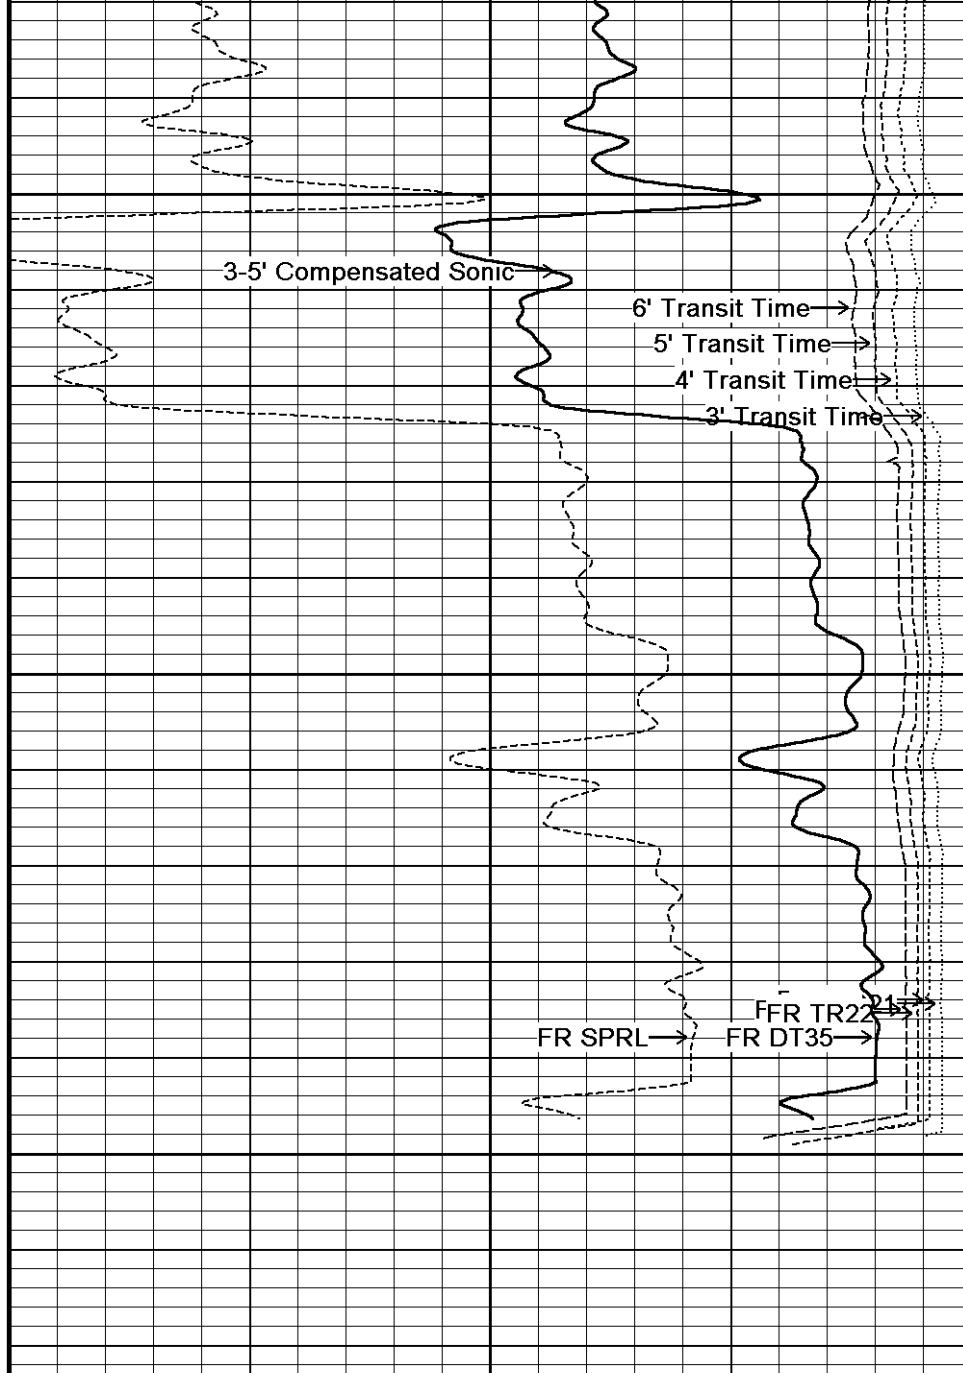 3-5' Compensated Sonic
6' Transit Time
5' Transit Time
4' Transit Time
3' Transit Time
21
FR TR22
FR SPRL
FR DT35